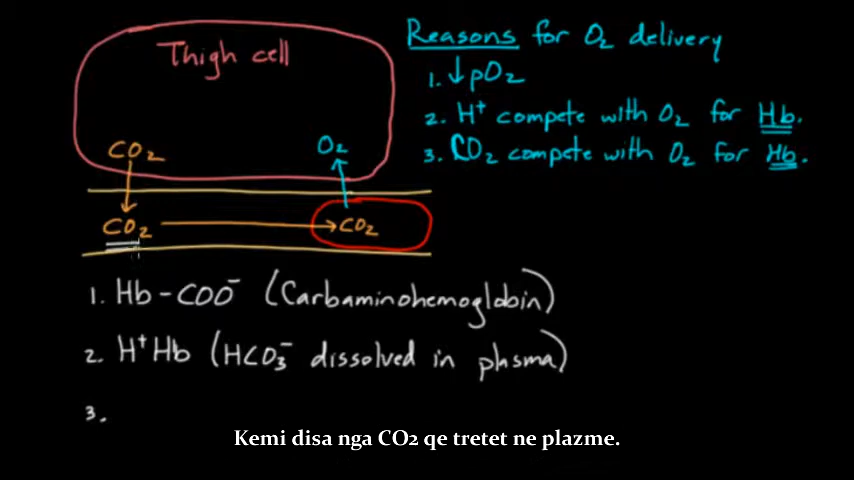 Thigh cell
CO₂
O₂
CO₂
CO₂
Reasons for O₂ delivery
1. ↓pO₂
2. H⁺ compete with O₂ for Hb.
3. CO₂ compete with O₂ for Hb.
1. Hb-COO⁻ (Carbaminohemoglobin)
2. H⁺Hb (HCO₃⁻ dissolved in plasma)
3.
Kemi disa nga CO2 qe tretet ne plazme.